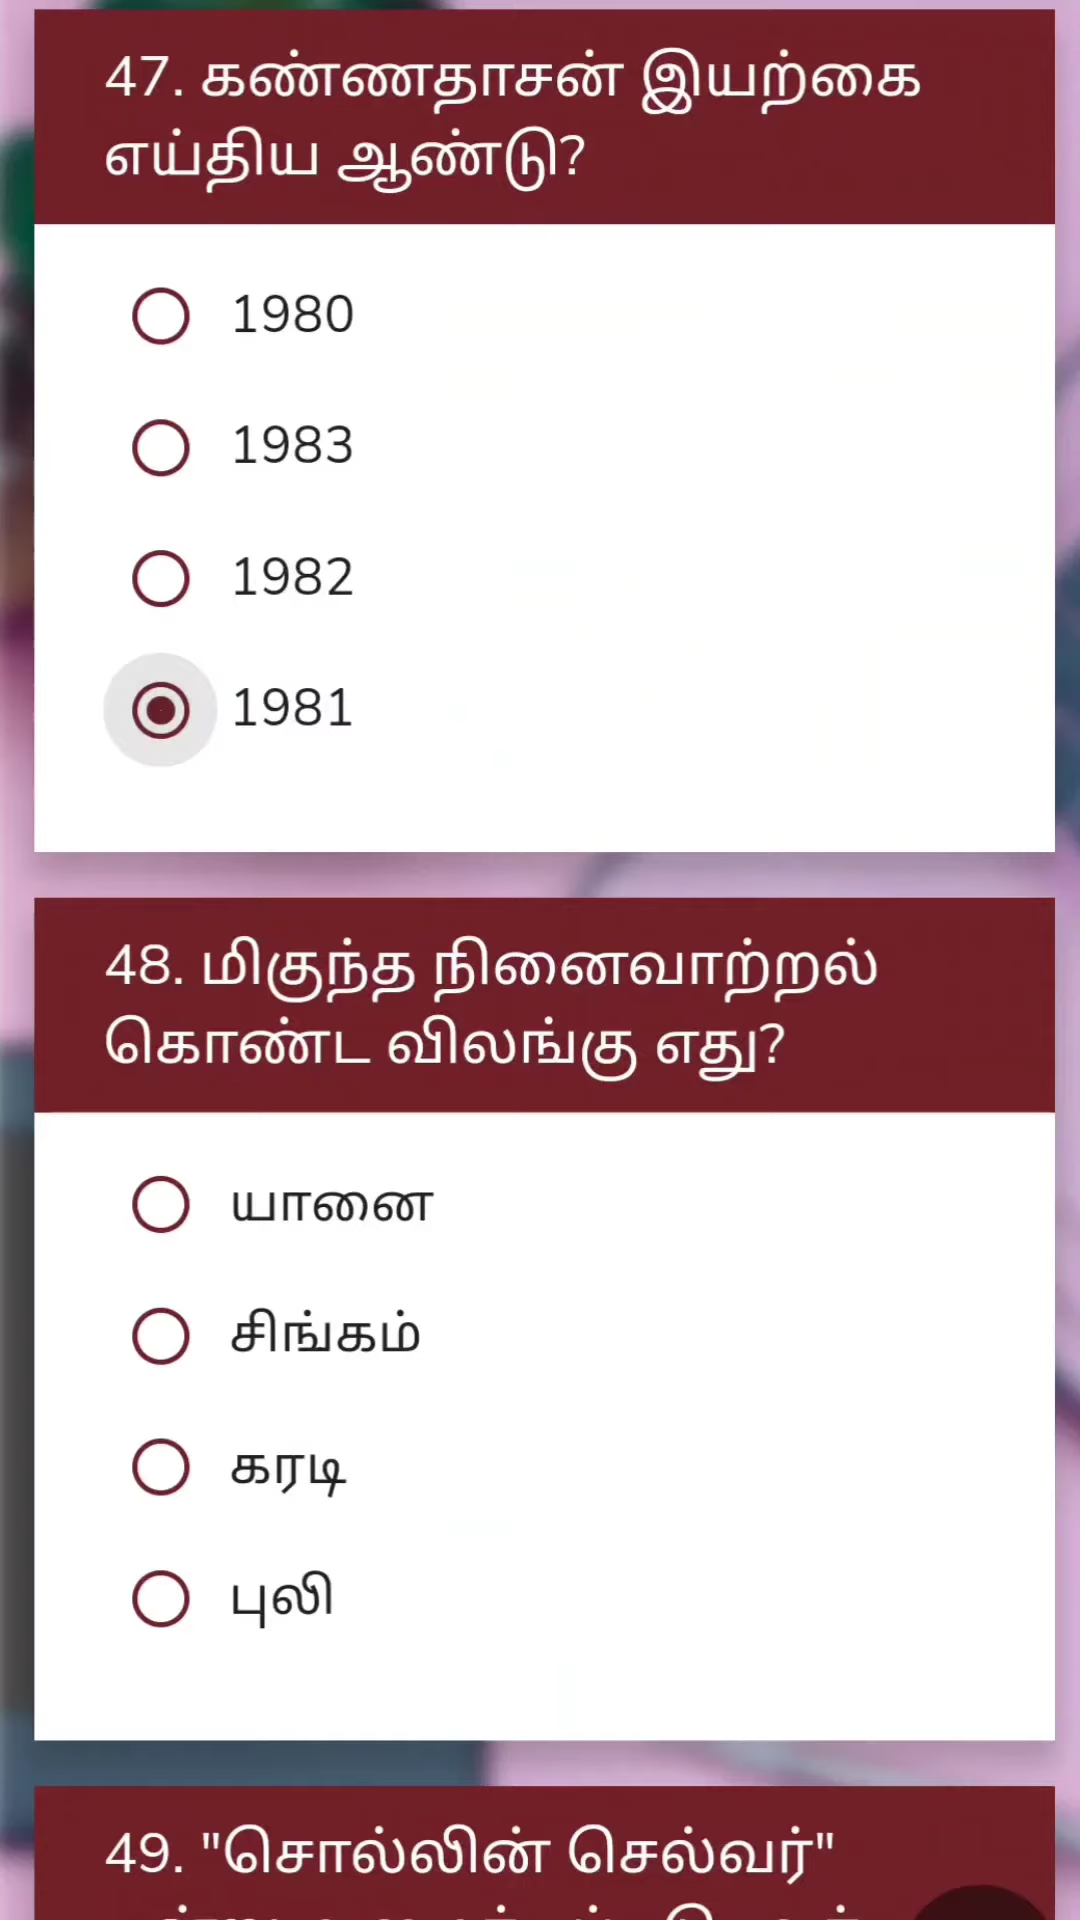 47. கண்ணதாசன் இயற்கை
எய்திய ஆண்டு?
1980
1983
1982
1981
48. மிகுந்த நினைவாற்றல்
கொண்ட விலங்கு எது?
யானை
சிங்கம்
கரடி
புலி
49. "சொல்லின் செல்வர்"